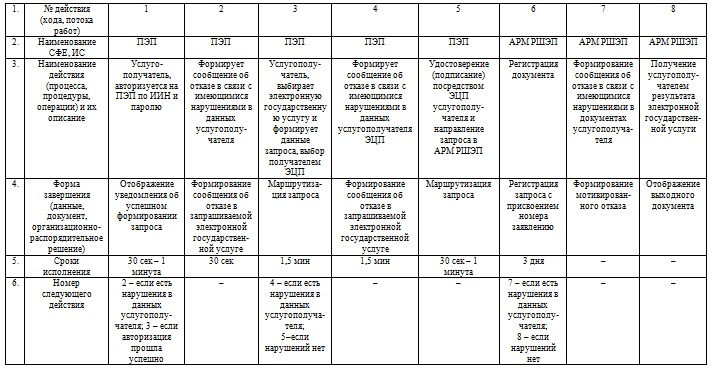 1.
№ действия
(хода, потока
работ)
1
2
3
4
5
6
7
8
2.
Наименование
СФЕ, ИС
ПЭП
ПЭП
ПЭП
ПЭП
ПЭП
АРМ РШЭП
АРМ РШЭП
АРМ РШЭП
3.
Наименование
действия
(процесса,
процедуры,
операции) и их
описание
Услуго-
получатель,
авторизуется на
ПЭП по ИИН и
паролю
Формирует
сообщение об
отказе в связи с
имеющимися
нарушениями в
данных
услугополу-
чателя
Услугополу-
чатель,
выбирает
электронную
государственну
ю услугу и
формирует
данные
запроса, выбор
получателем
ЭЦП
Формирует
сообщение об
отказе в связи с
имеющимися
нарушениями в
данных
услугополучателя
ЭЦП
Удостоверение
(подписание)
посредством
ЭЦП
услугополу-
чателя и
направление
запроса в
АРМ РШЭП
Регистрация
документа
Формирование
сообщения об
отказе в связи с
имеющимися
нарушениями в
документах
услугополуча-
теля
Получение
услугополу-
чателем
результата
электронной
государствен-
ной услуги
4.
Форма
завершения
(данные,
документ,
организационно-
распорядительное
решение)
Отображение
уведомления об
успешном
формировании
запроса
Формирование
сообщения об
отказе в
запрашиваемой
электронной
государствен-
ной услуге
Маршрутиза-
ция запроса
Формирование
сообщения об
отказе в
запрашиваемой
электронной
государственной
услуге
Маршрутизация
запроса
Регистрация
запроса с
присвоением
номера
заявлению
Формирование
мотивирован-
ного отказа
Отображение
выходного
документа
5.
Сроки
исполнения
30 сек – 1
минута
30 сек
1,5 мин
1,5 мин
30 сек – 1
минута
3 дня
–
–
6.
Номер
следующего
действия
2 – если есть
нарушения в
данных
услугополу-
чателя; 3 – если
авторизация
прошла
успешно
–
4 – если есть
нарушения в
данных
услугополуча-
теля;
5–если
нарушений нет
–
–
7 – если есть
нарушения в
данных
услугополу-
чателя;
8 – если
нарушений
нет
–
–